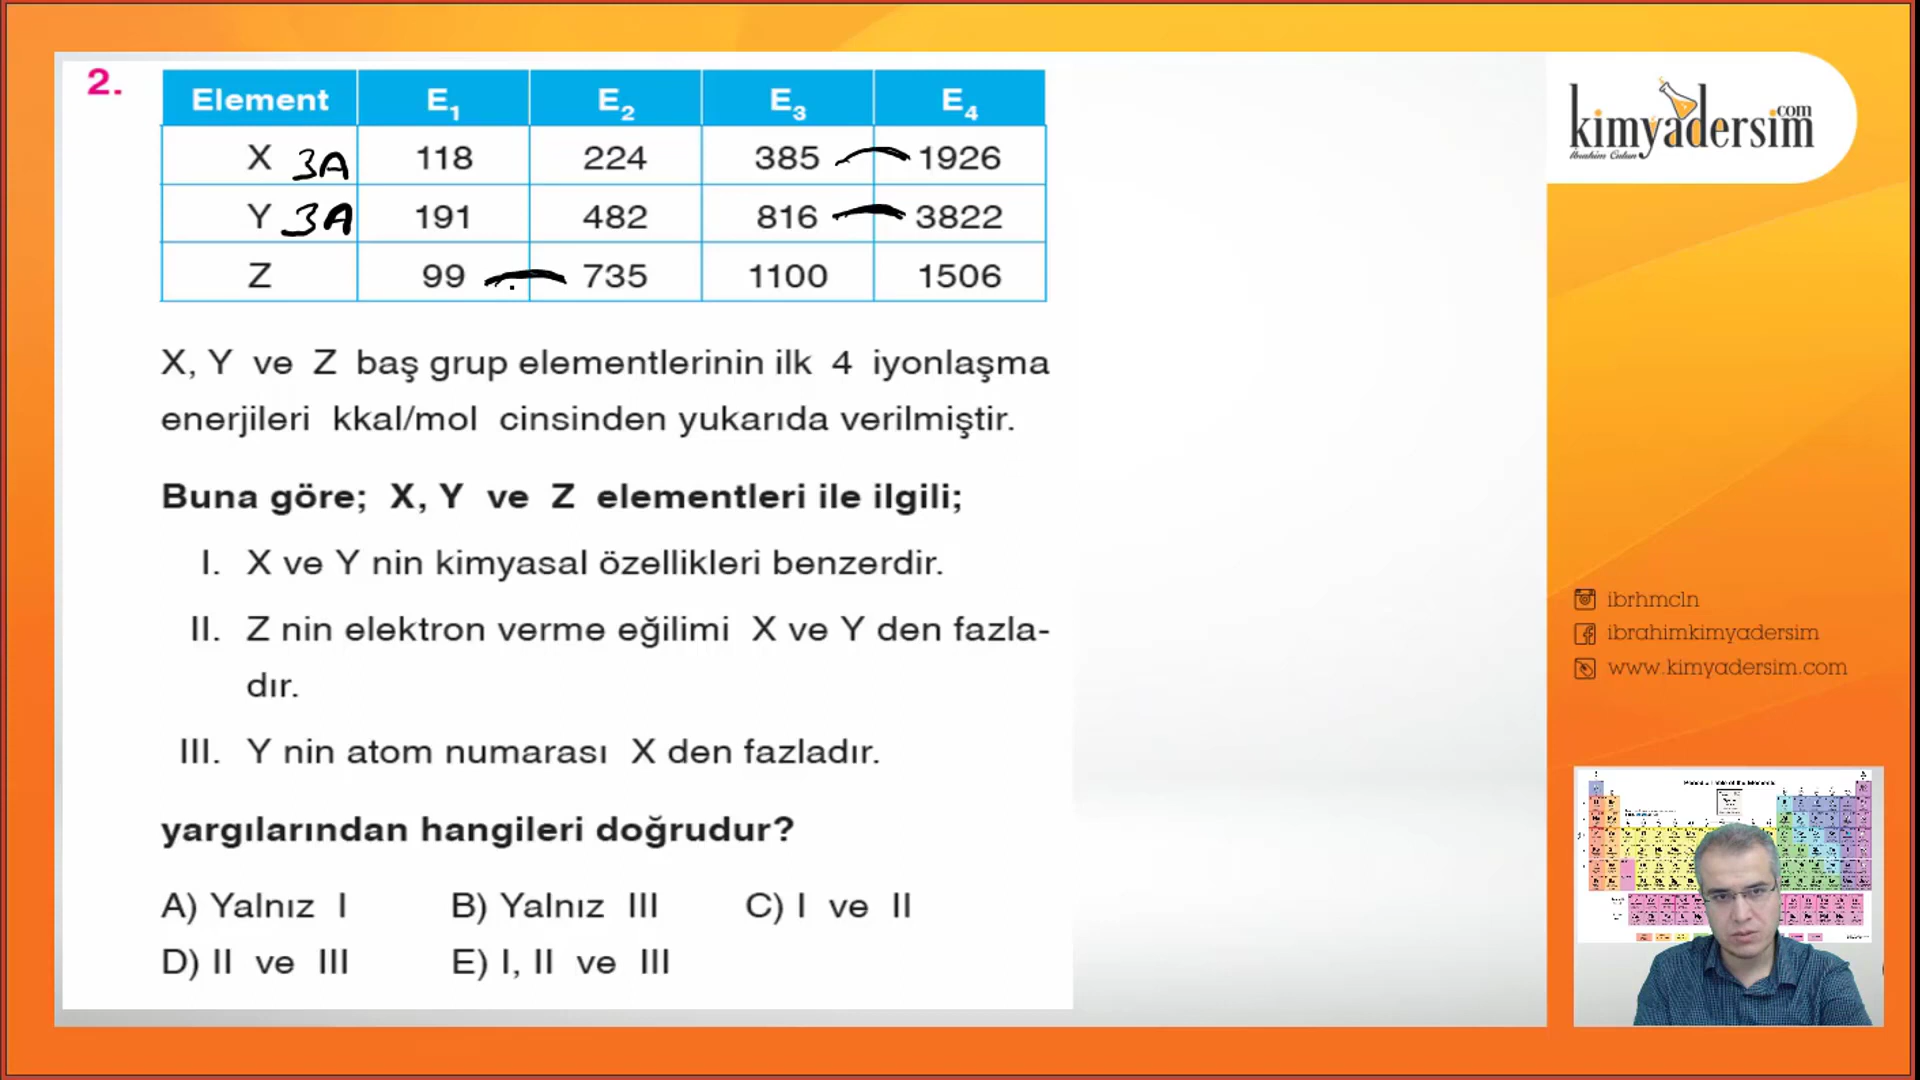 2.
Element E1 E2 E3 E4
X 3A 118 224 385 1926
Y 3A 191 482 816 3822
Z 99 735 1100 1506
X, Y ve Z baş grup elementlerinin ilk 4 iyonlaşma
enerjileri kkal/mol cinsinden yukarıda verilmiştir.
Buna göre; X, Y ve Z elementleri ile ilgili;
I. X ve Y nin kimyasal özellikleri benzerdir.
II. Z nin elektron verme eğilimi X ve Y den fazla-
dır.
III. Y nin atom numarası X den fazladır.
yargılarından hangileri doğrudur?
A) Yalnız I B) Yalnız III C) I ve II
D) II ve III E) I, II ve III
kimyadersim.com
ibrhmcln
ibrahimkimyadersim
www.kimyadersim.com